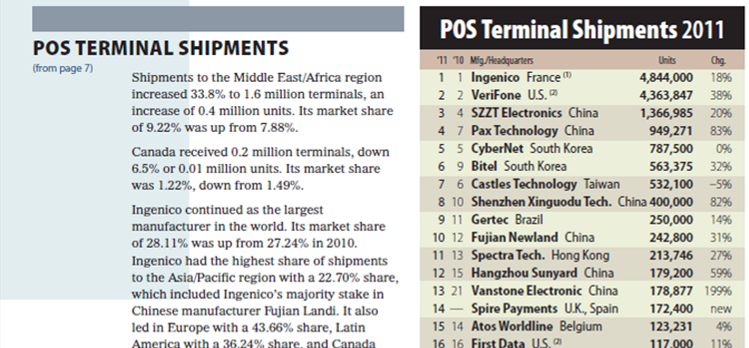 POS TERMINAL SHIPMENTS
(from page 7)
Shipments to the Middle East/Africa region
increased 33.8% to 1.6 million terminals, an
increase of 0.4 million units. Its market share
of 9.22% was up from 7.88%.
Canada received 0.2 million terminals, down
6.5% or 0.01 million units. Its market share
was 1.22%, down from 1.49%.
Ingenico continued as the largest
manufacturer in the world. Its market share
of 28.11% was up from 27.24% in 2010.
Ingenico had the highest share of shipments
to the Asia/Pacific region with a 22.70% share,
which included Ingenico's majority stake in
Chinese manufacturer Fujian Landi. It also
led in Europe with a 43.66% share, Latin
America with a 36.24% share, and Canada
POS Terminal Shipments 2011
'11 '10 Mfg./Headquarters Units Chg.
1 1 Ingenico France (1) 4,844,000 18%
2 2 VeriFone U.S. (2) 4,363,847 38%
3 4 SZZT Electronics China 1,366,985 20%
4 7 Pax Technology China 949,271 83%
5 5 CyberNet South Korea 787,500 0%
6 9 Bitel South Korea 563,375 32%
7 6 Castles Technology Taiwan 532,100 –5%
8 10 Shenzhen Xinguodu Tech. China 400,000 82%
9 11 Gertec Brazil 250,000 14%
10 12 Fujian Newland China 242,800 31%
11 13 Spectra Tech. Hong Kong 213,746 27%
12 15 Hangzhou Sunyard China 179,200 59%
13 21 Vanstone Electronic China 178,877 199%
14 — Spire Payments U.K., Spain 172,400 new
15 14 Atos Worldline Belgium 123,231 4%
16 16 First Data U.S. (2) 117,000 11%